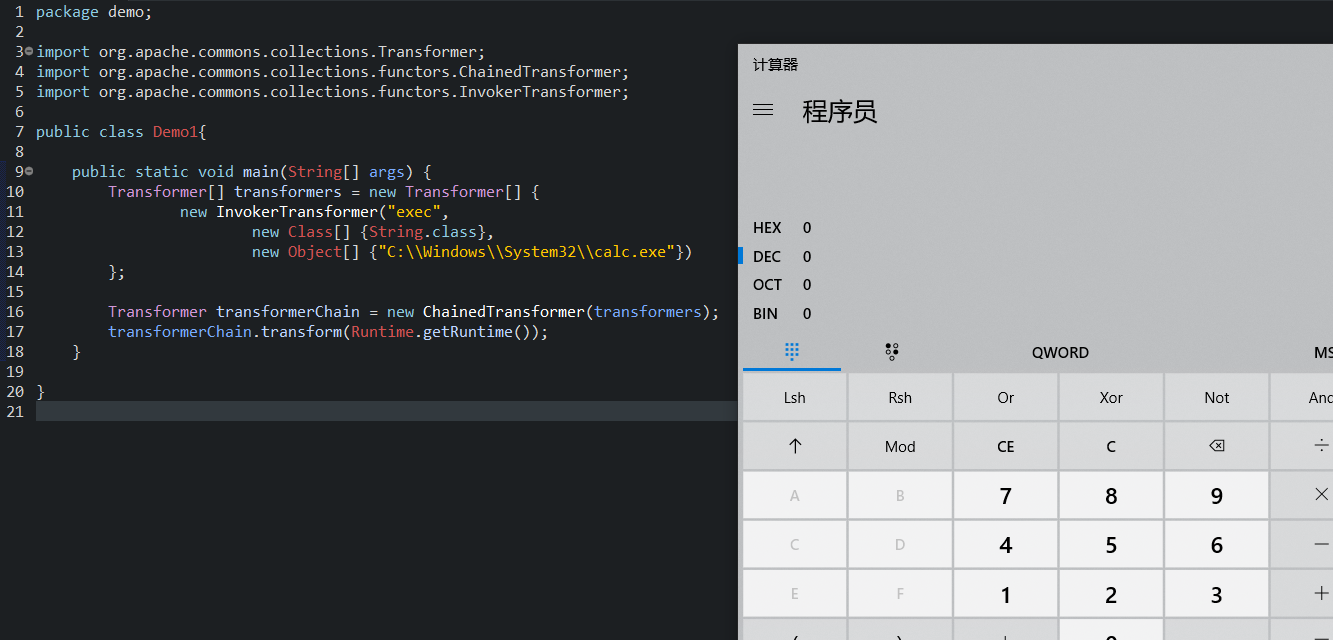 1 package demo;
2
3 import org.apache.commons.collections.Transformer;
4 import org.apache.commons.collections.functors.ChainedTransformer;
5 import org.apache.commons.collections.functors.InvokerTransformer;
6
7 public class Demo1{
8
9     public static void main(String[] args) {
10         Transformer[] transformers = new Transformer[] {
11                 new InvokerTransformer("exec",
12                         new Class[] {String.class},
13                         new Object[] {"C:\\Windows\\System32\\calc.exe"})
14         };
15
16         Transformer transformerChain = new ChainedTransformer(transformers);
17         transformerChain.transform(Runtime.getRuntime());
18     }
19
20 }
21
计算器
程序员
HEX 0
DEC 0
OCT 0
BIN 0
QWORD MS
Lsh Rsh Or Xor Not And
↑ Mod CE C ⌫ ÷
A B 7 8 9 ×
C D 4 5 6 −
E F 1 2 3 +